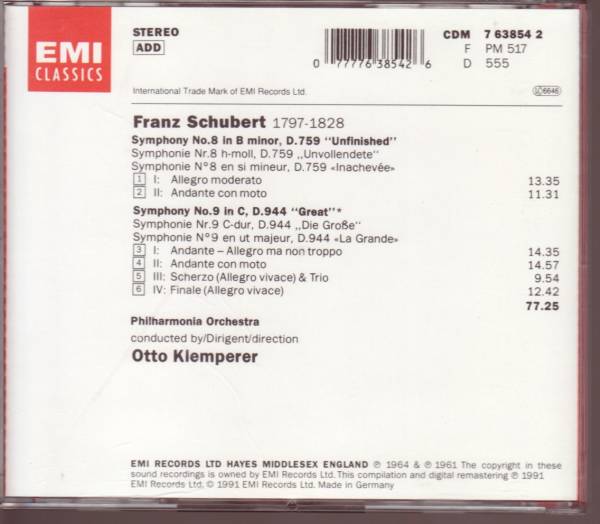 EMI
CLASSICS
STEREO
ADD
0 77776 38542 6
CDM 7 63854 2
F PM 517
D 555
International Trade Mark of EMI Records Ltd.
LC 6646
Franz Schubert 1797-1828
Symphony No.8 in B minor, D.759 "Unfinished"
Symphonie Nr.8 h-moll, D.759 „Unvollendete“
Symphonie N°8 en si mineur, D.759 «Inachevée»
1 I: Allegro moderato 13.35
2 II: Andante con moto 11.31
Symphony No.9 in C, D.944 "Great"*
Symphonie Nr.9 C-dur, D.944 „Die Große“
Symphonie N°9 en ut majeur, D.944 «La Grande»
3 I: Andante – Allegro ma non troppo 14.35
4 II: Andante con moto 14.57
5 III: Scherzo (Allegro vivace) & Trio 9.54
6 IV: Finale (Allegro vivace) 12.42
77.25
Philharmonia Orchestra
conducted by/Dirigent/direction
Otto Klemperer
EMI RECORDS LTD HAYES MIDDLESEX ENGLAND ℗ 1964 & ℗ 1961 The copyright in these
sound recordings is owned by EMI Records Ltd. This compilation and digital remastering ℗ 1991
EMI Records Ltd. © 1991 EMI Records Ltd. Made in Germany